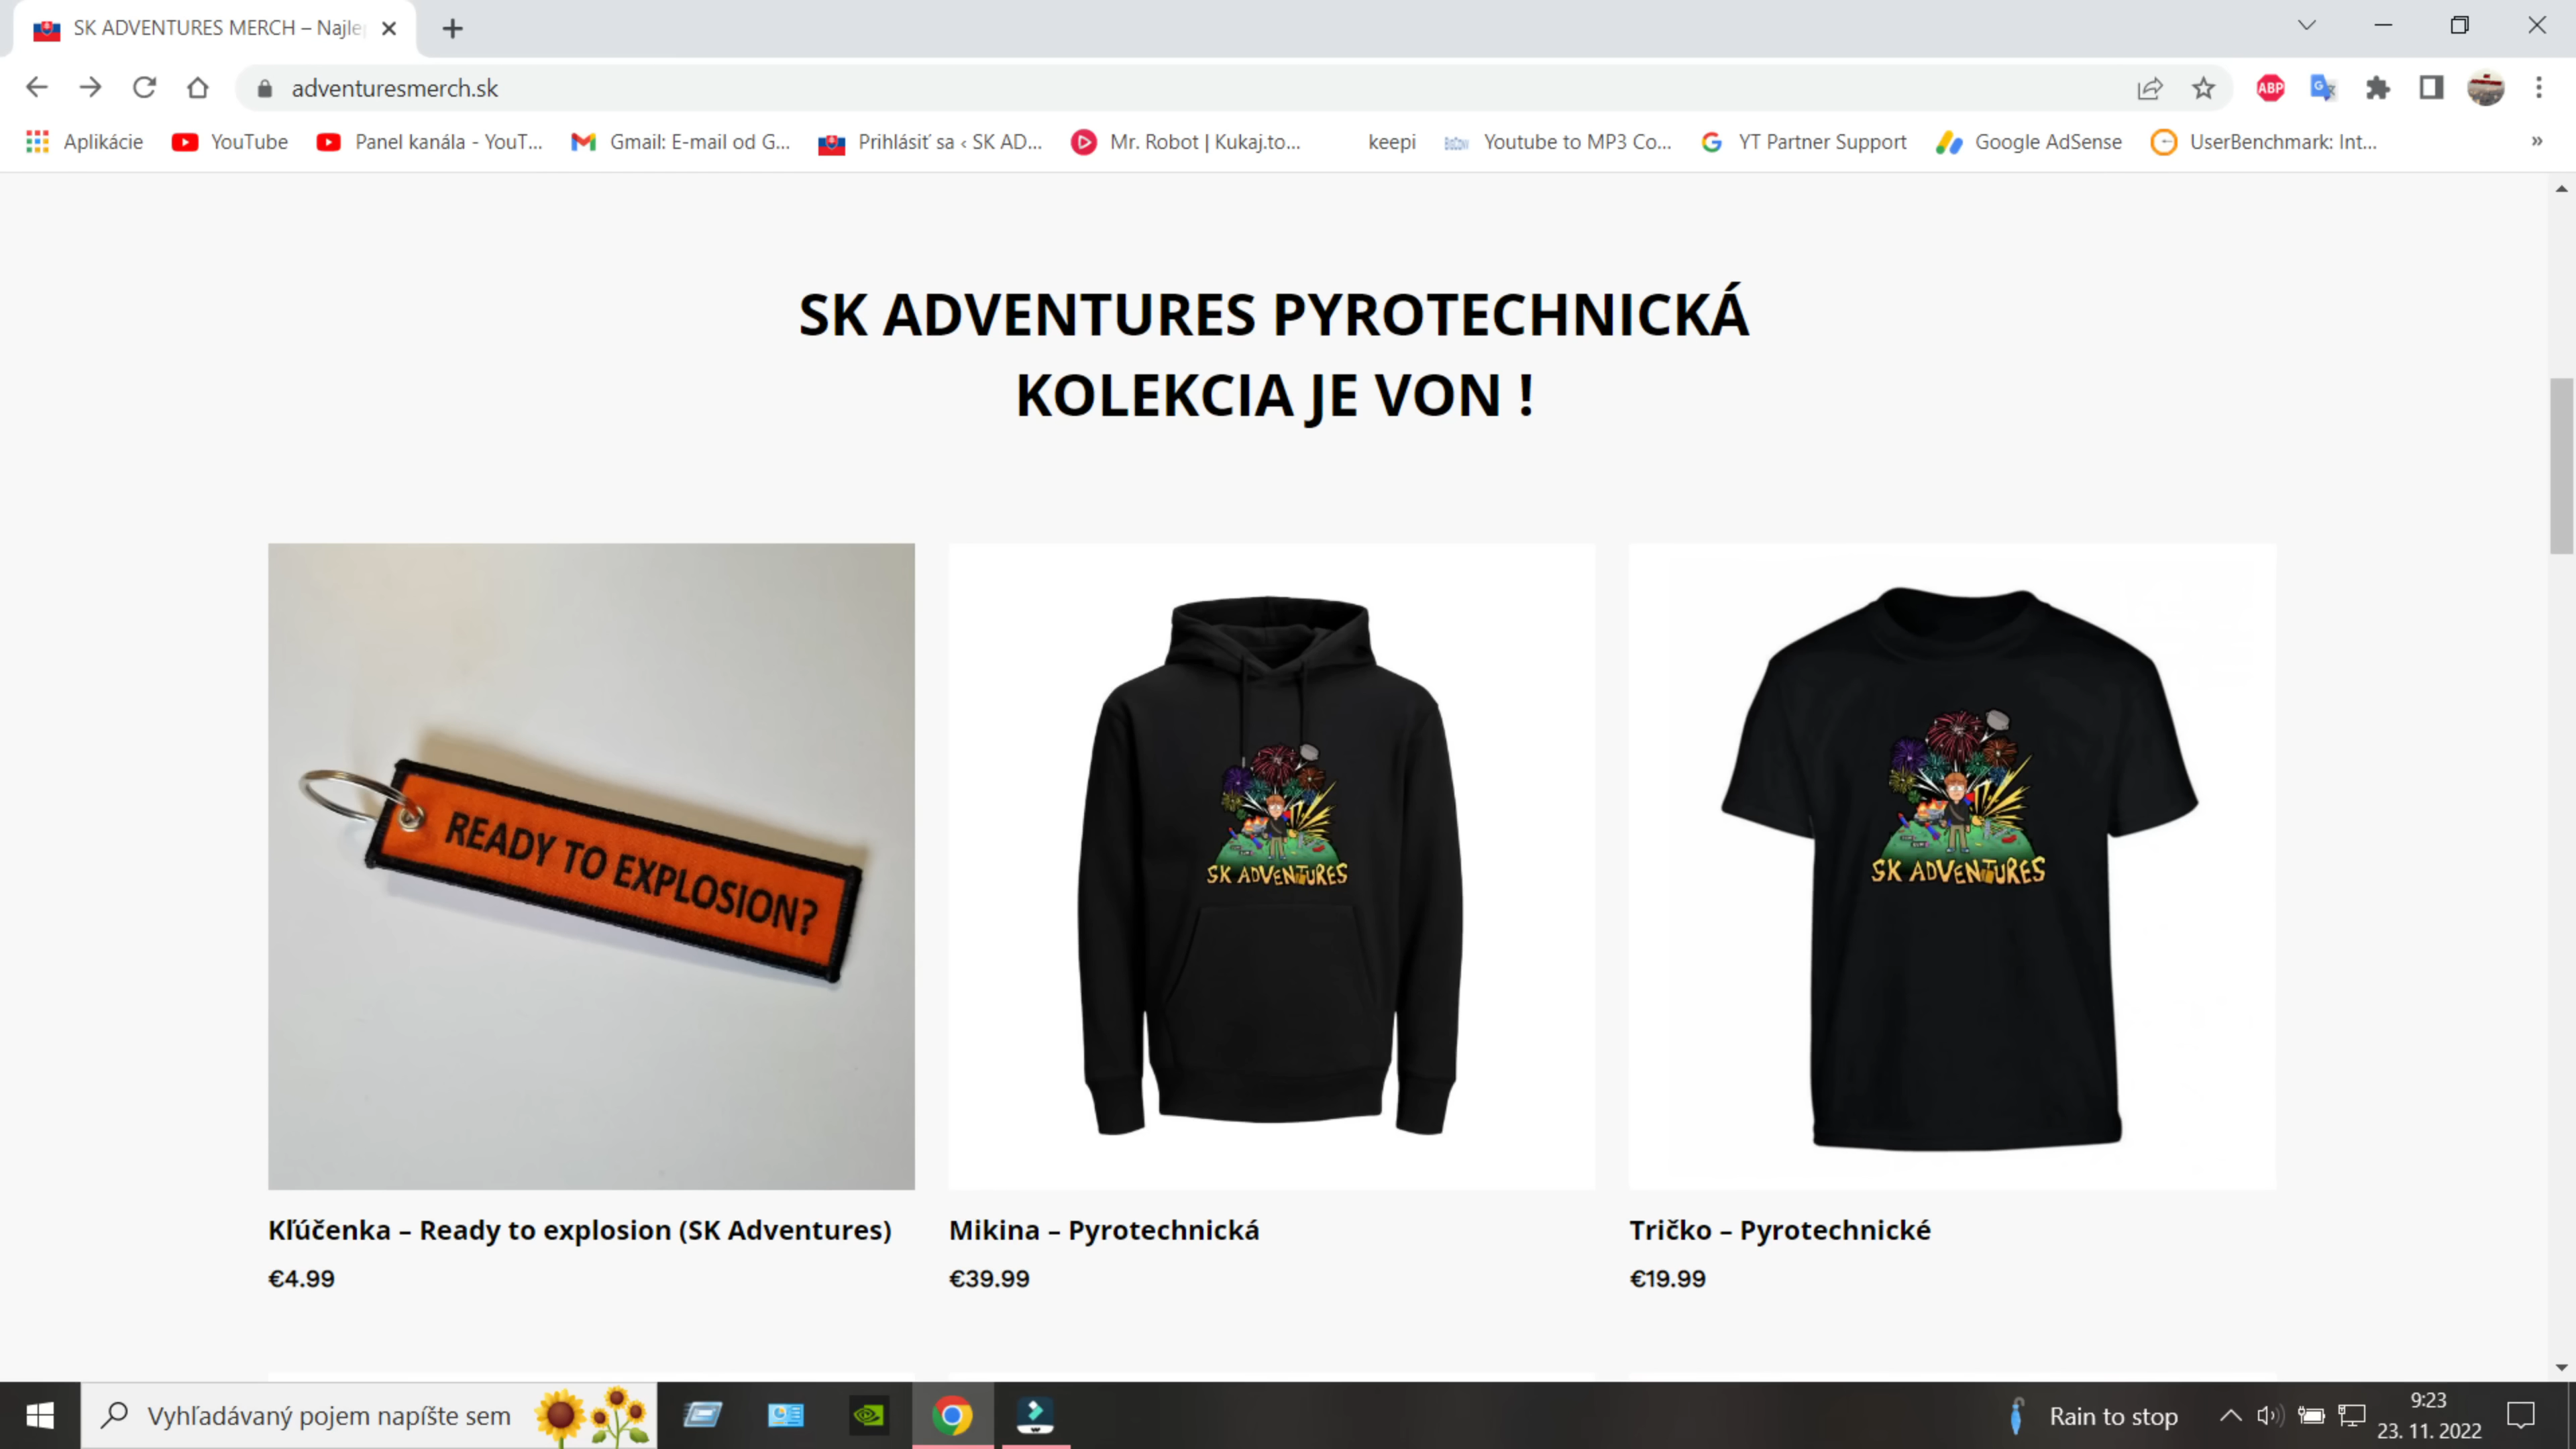 SK ADVENTURES MERCH – Najle
adventuresmerch.sk
ABP
Aplikácie
YouTube
Panel kanála - YouT...
Gmail: E-mail od G...
Prihlásiť sa ‹ SK AD...
Mr. Robot | Kukaj.to...
keepi
Youtube to MP3 Co...
YT Partner Support
Google AdSense
UserBenchmark: Int...
»
SK ADVENTURES PYROTECHNICKÁ
KOLEKCIA JE VON !
READY TO EXPLOSION?
SK ADVENTURES
SK ADVENTURES
Kľúčenka – Ready to explosion (SK Adventures)
€4.99
Mikina – Pyrotechnická
€39.99
Tričko – Pyrotechnické
€19.99
Vyhľadávaný pojem napíšte sem
Rain to stop
9:23
23. 11. 2022